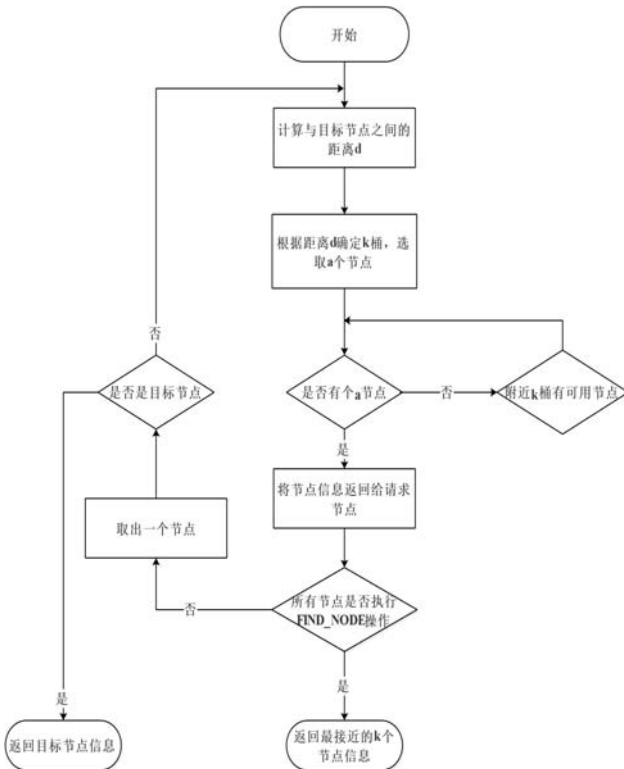 开始
计算与目标节点之间的
距离d
根据距离d确定k桶，选
取a个节点
否
是否是目标节点
是否有个a节点
否
附近k桶有可用节点
是
将节点信息返回给请求
节点
取出一个节点
否
所有节点是否执行
FIND_NODE操作
是
是
返回目标节点信息
返回最接近的k个
节点信息